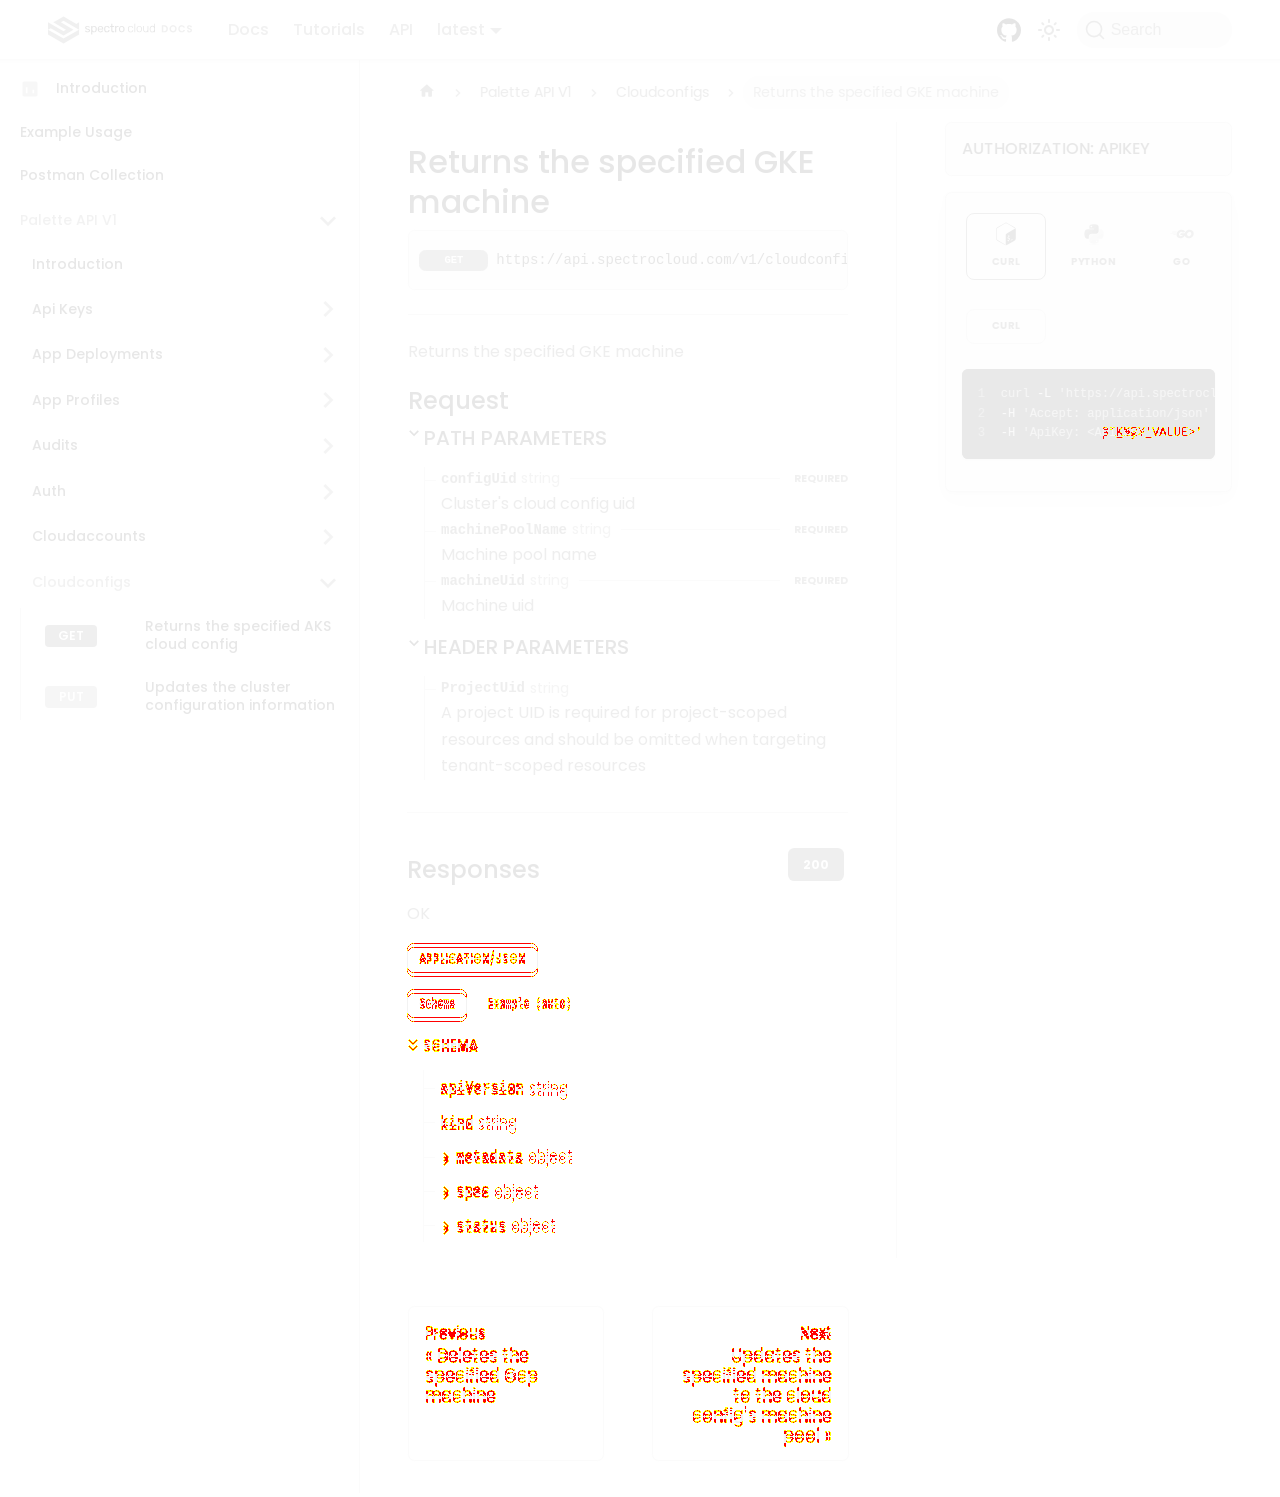 spectro cloud DOCS
Docs
Tutorials
API
latest
Search
Introduction
Example Usage
Postman Collection
Palette API V1
Introduction
Api Keys
App Deployments
App Profiles
Audits
Auth
Cloudaccounts
Cloudconfigs
GET Returns the specified AKS
cloud config
PUT Updates the cluster
configuration information
Palette API V1
Cloudconfigs
Returns the specified GKE machine
Returns the specified GKE
machine
GET https://api.spectrocloud.com/v1/cloudconfi
Returns the specified GKE machine
Request
PATH PARAMETERS
configUid string REQUIRED
Cluster's cloud config uid
machinePoolName string REQUIRED
Machine pool name
machineUid string REQUIRED
Machine uid
HEADER PARAMETERS
ProjectUid string
A project UID is required for project-scoped
resources and should be omitted when targeting
tenant-scoped resources
Responses
200
OK
APPLICATION/JSON
Schema
Example (auto)
SCHEMA
apiVersion string
kind string
metadata object
spec object
status object
Previous
« Deletes the
specified Gcp
machine
Next
Updates the
specified machine
to the cloud
config's machine
pool »
AUTHORIZATION: APIKEY
CURL
PYTHON
GO
GO
CURL
1 curl -L 'https://api.spectrocl
2 -H 'Accept: application/json'
3 -H 'ApiKey: <API_KEY_VALUE>'